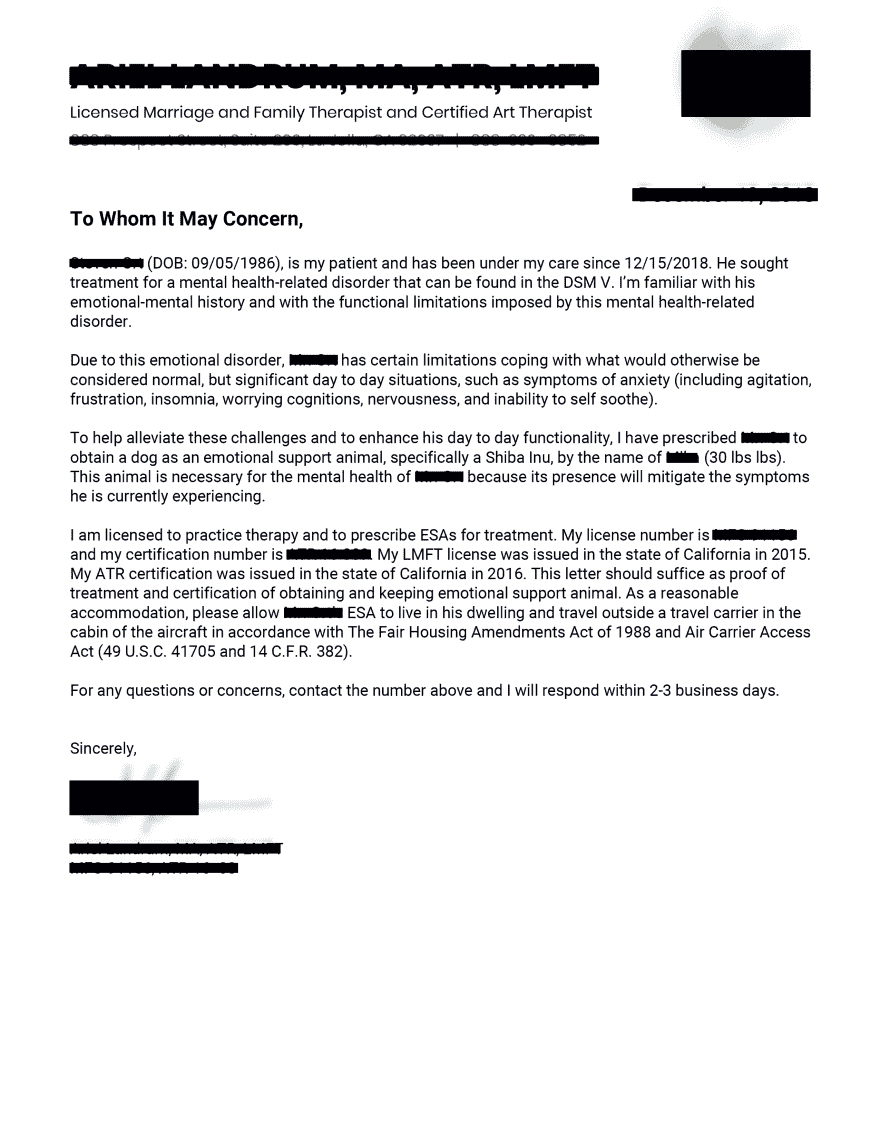 Licensed Marriage and Family Therapist and Certified Art Therapist
To Whom It May Concern,
(DOB: 09/05/1986), is my patient and has been under my care since 12/15/2018. He sought
treatment for a mental health-related disorder that can be found in the DSM V. I'm familiar with his
emotional-mental history and with the functional limitations imposed by this mental health-related
disorder.
Due to this emotional disorder, has certain limitations coping with what would otherwise be
considered normal, but significant day to day situations, such as symptoms of anxiety (including agitation,
frustration, insomnia, worrying cognitions, nervousness, and inability to self soothe).
To help alleviate these challenges and to enhance his day to day functionality, I have prescribed to
obtain a dog as an emotional support animal, specifically a Shiba Inu, by the name of (30 lbs lbs).
This animal is necessary for the mental health of because its presence will mitigate the symptoms
he is currently experiencing.
I am licensed to practice therapy and to prescribe ESAs for treatment. My license number is
and my certification number is . My LMFT license was issued in the state of California in 2015.
My ATR certification was issued in the state of California in 2016. This letter should suffice as proof of
treatment and certification of obtaining and keeping emotional support animal. As a reasonable
accommodation, please allow ESA to live in his dwelling and travel outside a travel carrier in the
cabin of the aircraft in accordance with The Fair Housing Amendments Act of 1988 and Air Carrier Access
Act (49 U.S.C. 41705 and 14 C.F.R. 382).
For any questions or concerns, contact the number above and I will respond within 2-3 business days.
Sincerely,